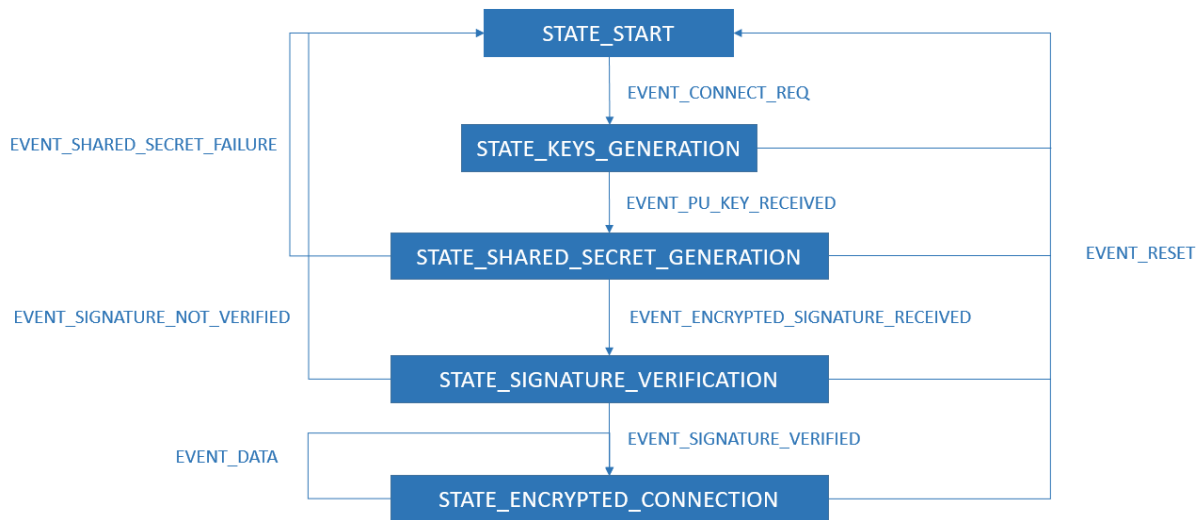 STATE_START
EVENT_CONNECT_REQ
EVENT_SHARED_SECRET_FAILURE
STATE_KEYS_GENERATION
EVENT_PU_KEY_RECEIVED
STATE_SHARED_SECRET_GENERATION
EVENT_RESET
EVENT_SIGNATURE_NOT_VERIFIED
EVENT_ENCRYPTED_SIGNATURE_RECEIVED
STATE_SIGNATURE_VERIFICATION
EVENT_SIGNATURE_VERIFIED
EVENT_DATA
STATE_ENCRYPTED_CONNECTION